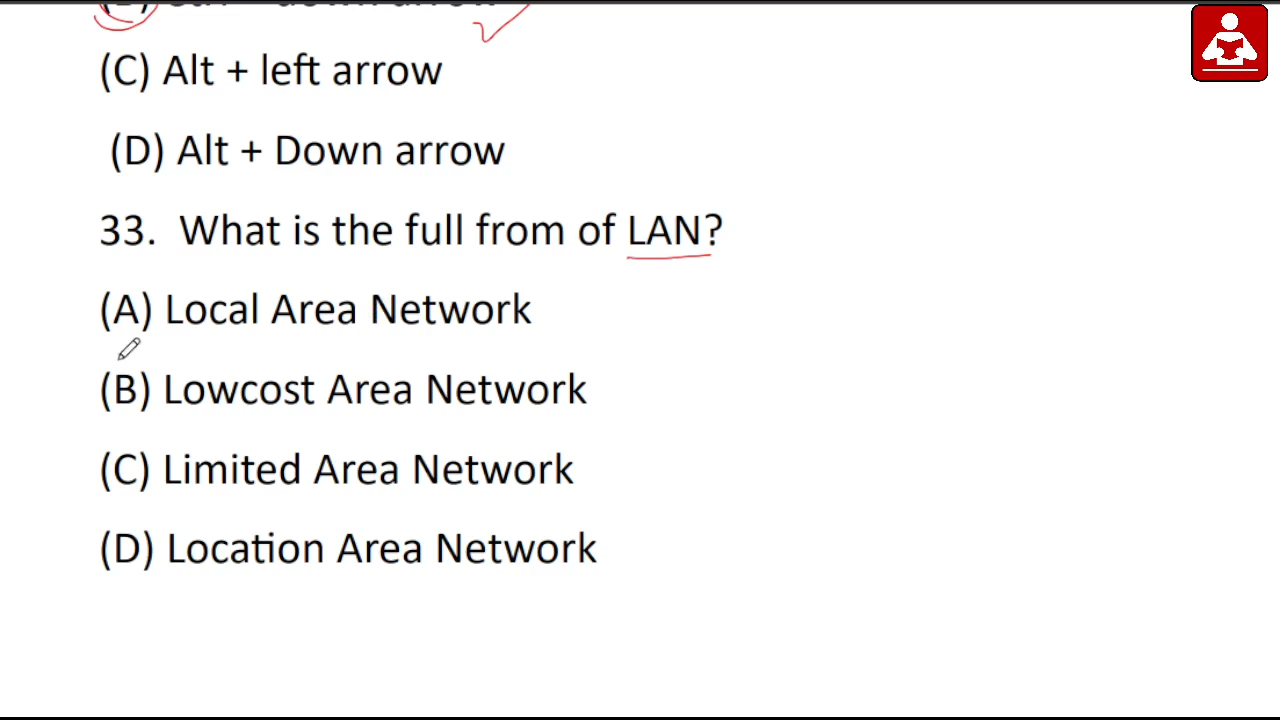 (C) Alt + left arrow
(D) Alt + Down arrow
33. What is the full from of LAN?
(A) Local Area Network
(B) Lowcost Area Network
(C) Limited Area Network
(D) Location Area Network